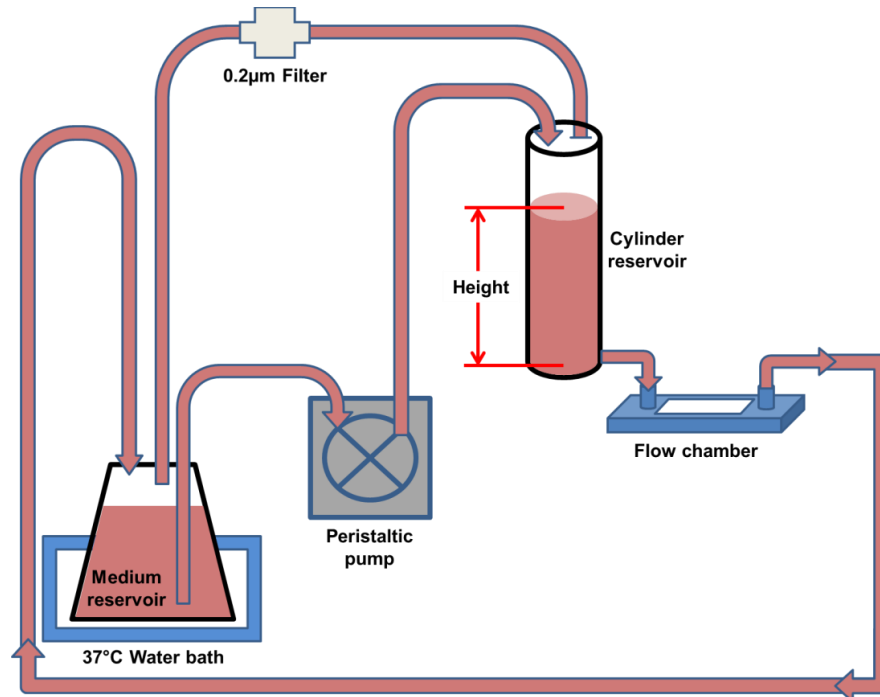 0.2µm Filter
Cylinder
reservoir
Height
Flow chamber
Peristaltic
pump
Medium
reservoir
37°C Water bath